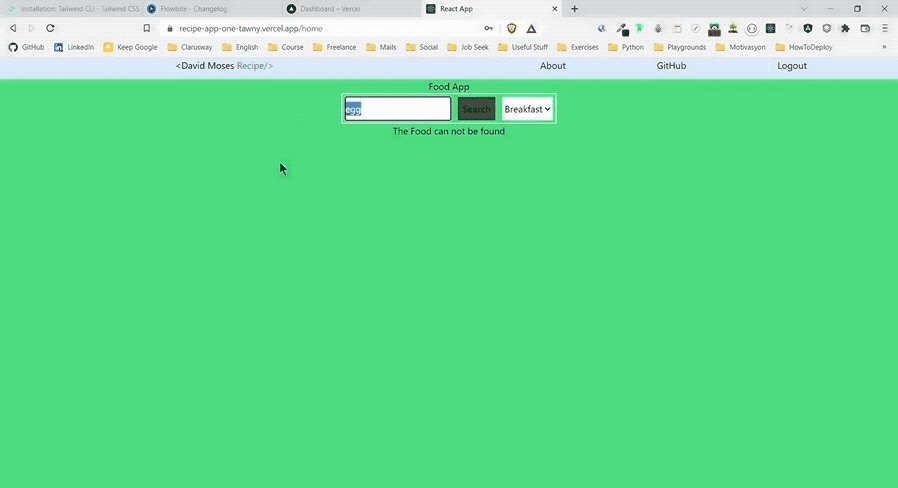 Installation: Tailwind CLI - Tailwind CSS
Flowbite - Changelog
Dashboard – Vercel
React App
recipe-app-one-tawny.vercel.app/home
GitHub LinkedIn Keep Google Clarusway English Course Freelance Mails Social Job Seek Useful Stuff Exercises Python Playgrounds Motivasyon HowToDeploy »
<David Moses Recipe/> About GitHub Logout
Food App
egg Search Breakfast
The Food can not be found